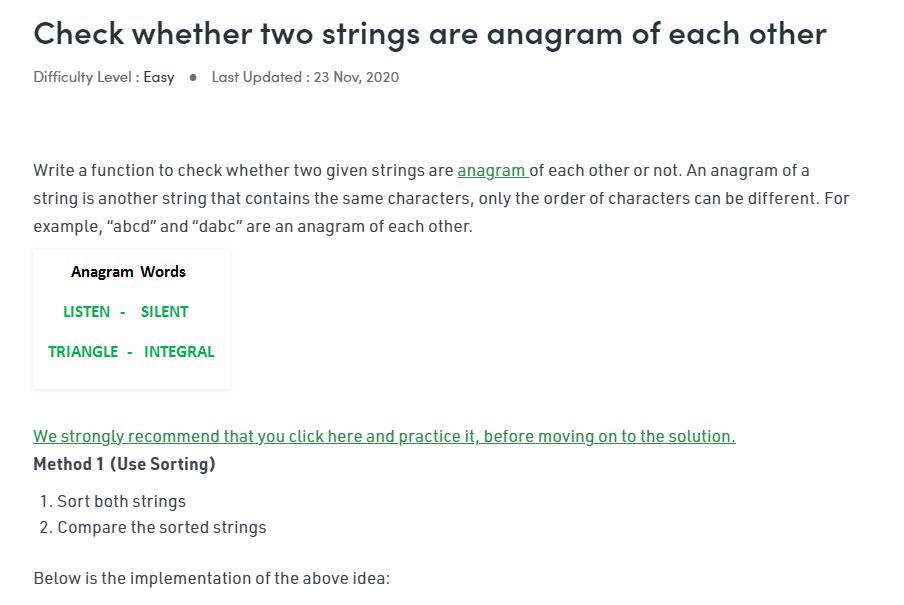 Check whether two strings are anagram of each other
Difficulty Level : Easy ● Last Updated : 23 Nov, 2020
Write a function to check whether two given strings are anagram of each other or not. An anagram of a
string is another string that contains the same characters, only the order of characters can be different. For
example, “abcd” and “dabc” are an anagram of each other.
Anagram Words
LISTEN - SILENT
TRIANGLE - INTEGRAL
We strongly recommend that you click here and practice it, before moving on to the solution.
Method 1 (Use Sorting)
1. Sort both strings
2. Compare the sorted strings
Below is the implementation of the above idea: